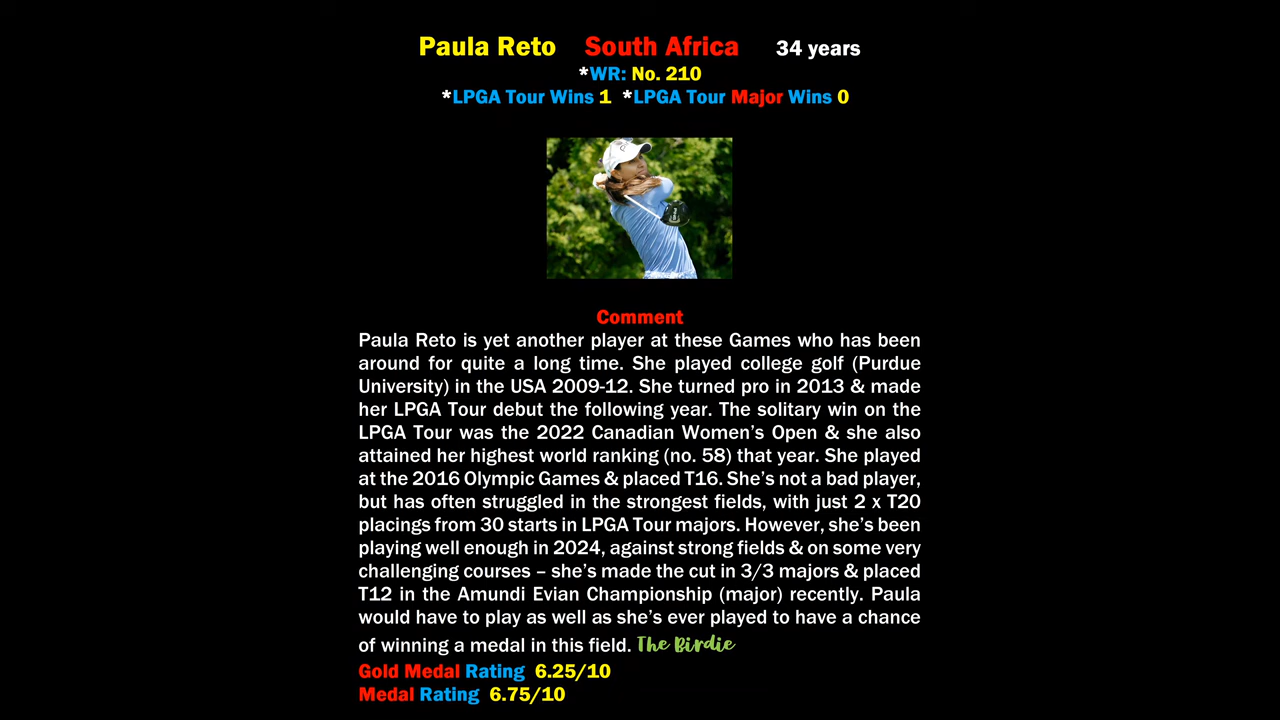 Paula Reto South Africa 34 years
*WR: No. 210
*LPGA Tour Wins 1 *LPGA Tour Major Wins 0
Comment
Paula Reto is yet another player at these Games who has been
around for quite a long time. She played college golf (Purdue
University) in the USA 2009-12. She turned pro in 2013 & made
her LPGA Tour debut the following year. The solitary win on the
LPGA Tour was the 2022 Canadian Women’s Open & she also
attained her highest world ranking (no. 58) that year. She played
at the 2016 Olympic Games & placed T16. She’s not a bad player,
but has often struggled in the strongest fields, with just 2 x T20
placings from 30 starts in LPGA Tour majors. However, she’s been
playing well enough in 2024, against strong fields & on some very
challenging courses – she’s made the cut in 3/3 majors & placed
T12 in the Amundi Evian Championship (major) recently. Paula
would have to play as well as she’s ever played to have a chance
of winning a medal in this field. The Birdie
Gold Medal Rating 6.25/10
Medal Rating 6.75/10